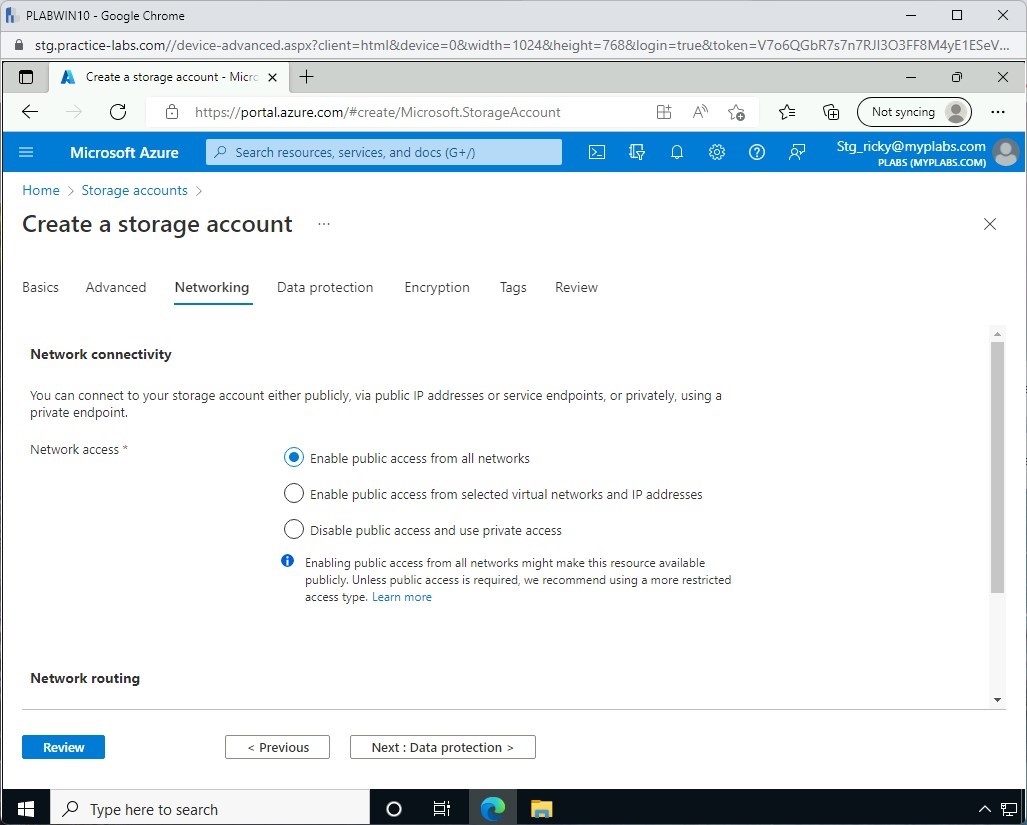 PLABWIN10 - Google Chrome
stg.practice-labs.com//device-advanced.aspx?client=html&device=0&width=1024&height=768&login=true&token=V7o6QGbR7s7n7RJI3O3FF8M4yE1ESeV...
Create a storage account - Micro
https://portal.azure.com/#create/Microsoft.StorageAccount
Not syncing
Microsoft Azure
Search resources, services, and docs (G+/)
Stg_ricky@myplabs.com
PLABS (MYPLABS.COM)
Home > Storage accounts >
Create a storage account ...
Basics Advanced Networking Data protection Encryption Tags Review
Network connectivity
You can connect to your storage account either publicly, via public IP addresses or service endpoints, or privately, using a
private endpoint.
Network access *
Enable public access from all networks
Enable public access from selected virtual networks and IP addresses
Disable public access and use private access
Enabling public access from all networks might make this resource available
publicly. Unless public access is required, we recommend using a more restricted
access type. Learn more
Network routing
Review
< Previous
Next : Data protection >
Type here to search